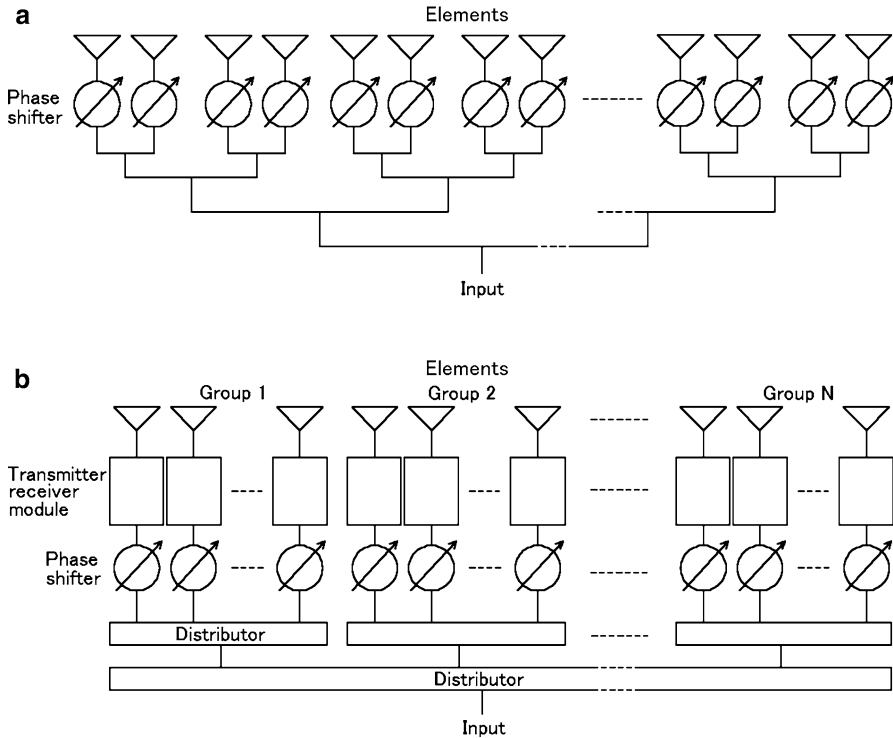 a
Elements
Phase
shifter
Input
b
Elements
Group 1 Group 2 Group N
Transmitter
receiver
module
Phase
shifter
Distributor
Distributor
Input